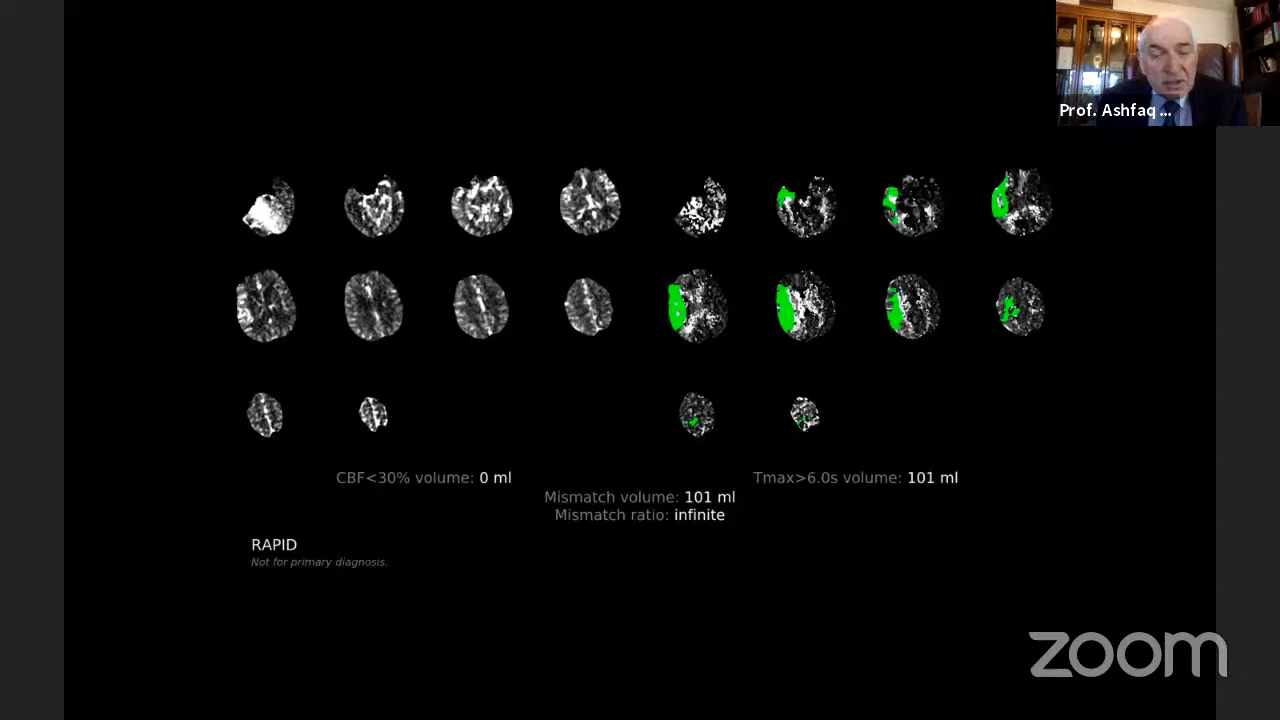 Prof. Ashfaq ...
CBF<30% volume: 0 ml
Tmax>6.0s volume: 101 ml
Mismatch volume: 101 ml
Mismatch ratio: infinite
RAPID
Not for primary diagnosis.
zoom